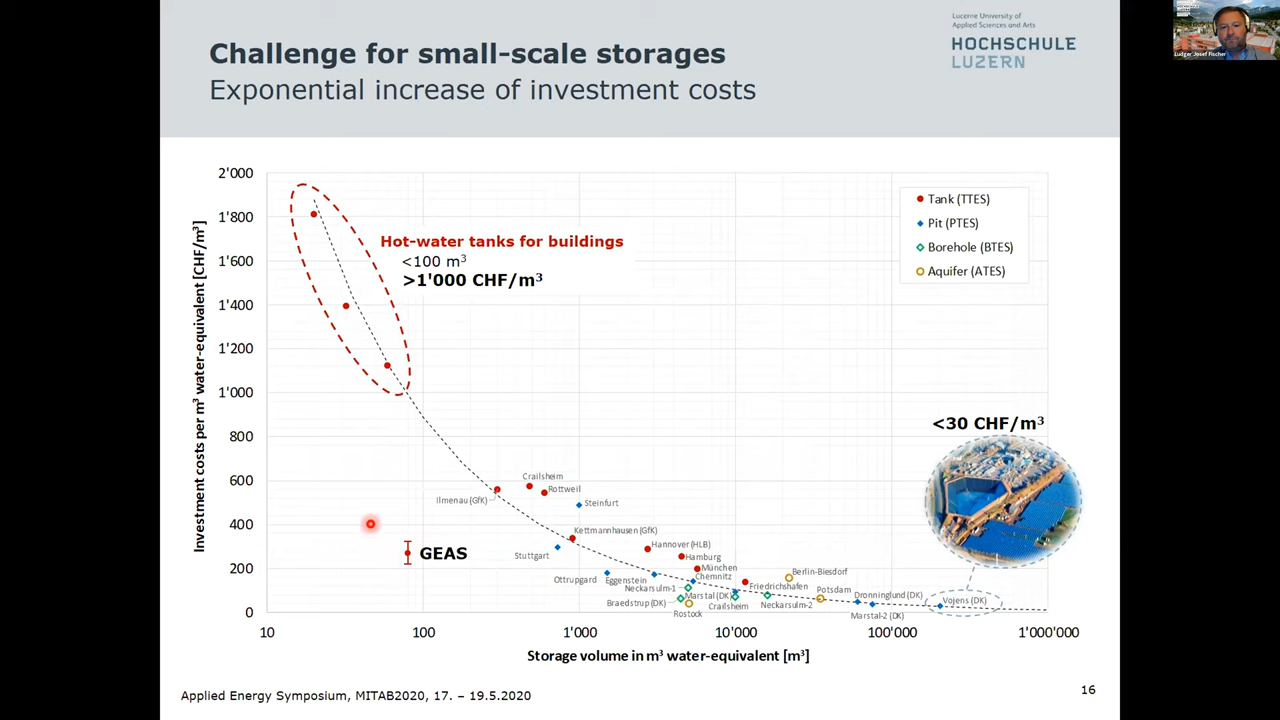 Challenge for small-scale storages
Exponential increase of investment costs
Lucerne University of
Applied Sciences and Arts
HOCHSCHULE
LUZERN
Ludger Josef Fischer
Investment costs per m³ water-equivalent [CHF/m³]
2'000
1'800
1'600
1'400
1'200
1'000
800
600
400
200
0
Hot-water tanks for buildings
<100 m³
>1'000 CHF/m³
Tank (TTES)
Pit (PTES)
Borehole (BTES)
Aquifer (ATES)
<30 CHF/m³
GEAS
Ilmenau (GfK)
Crailsheim
Rottweil
Steinfurt
Kettmannhausen (GfK)
Stuttgart
Hannover (HLB)
Hamburg
München
Chemnitz
Ottrupgard
Eggenstein
Neckarsulm-1
Marstal (DK)
Braedstrup (DK)
Rostock
Crailsheim
Friedrichshafen
Berlin-Biesdorf
Neckarsulm-2
Potsdam
Dronninglund (DK)
Marstal-2 (DK)
Vojens (DK)
10
100
1'000
10'000
100'000
1'000'000
Storage volume in m³ water-equivalent [m³]
Applied Energy Symposium, MITAB2020, 17. – 19.5.2020
16